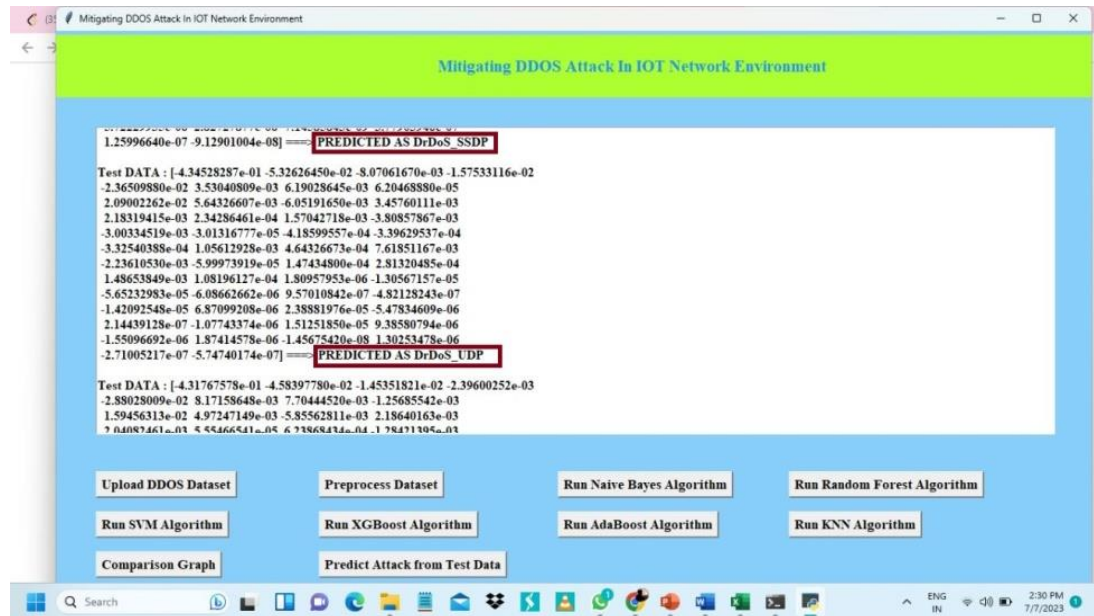 Mitigating DDOS Attack In IOT Network Environment
Mitigating DDOS Attack In IOT Network Environment
1.25996640e-07 -9.12901004e-08] ===> PREDICTED AS DrDoS_SSDP
Test DATA : [-4.34528287e-01 -5.32626450e-02 -8.07061670e-03 -1.57533116e-02
-2.36509880e-02 3.53040809e-03 6.19028645e-03 6.20468880e-05
2.09002262e-02 5.64326607e-03 -6.05191650e-03 3.45760111e-03
2.18319415e-03 2.34286461e-04 1.57042718e-03 -3.80857867e-03
-3.00334519e-03 -3.01316777e-05 -4.18599557e-04 -3.39629537e-04
-3.32540388e-04 1.05612928e-03 4.64326673e-04 7.61851167e-03
-2.23610530e-03 -5.99973919e-05 1.47434800e-04 2.81320485e-04
1.48653849e-03 1.08196127e-04 1.80957953e-06 -1.30567157e-05
-5.65232983e-05 -6.08662662e-06 9.57010842e-07 -4.82128243e-07
-1.42092548e-05 6.87099208e-06 2.38881976e-05 -5.47834609e-06
2.14439128e-07 -1.07743374e-06 1.51251850e-05 9.38580794e-06
-1.55096692e-06 1.87414578e-06 -1.45675420e-08 1.30253478e-06
-2.71005217e-07 -5.74740174e-07] ===> PREDICTED AS DrDoS_UDP
Test DATA : [-4.31767578e-01 -4.58397780e-02 -1.45351821e-02 -2.39600252e-03
-2.88028009e-02 8.17158648e-03 7.70444520e-03 -1.25685542e-03
1.59456313e-02 4.97247149e-03 -5.85562811e-03 2.18640163e-03
2.04082461e-03 5.55466541e-05 6.23868434e-04 -1.28421395e-03
Upload DDOS Dataset Preprocess Dataset Run Naive Bayes Algorithm Run Random Forest Algorithm
Run SVM Algorithm Run XGBoost Algorithm Run AdaBoost Algorithm Run KNN Algorithm
Comparison Graph Predict Attack from Test Data
Search ENG IN 2:30 PM 7/7/2023